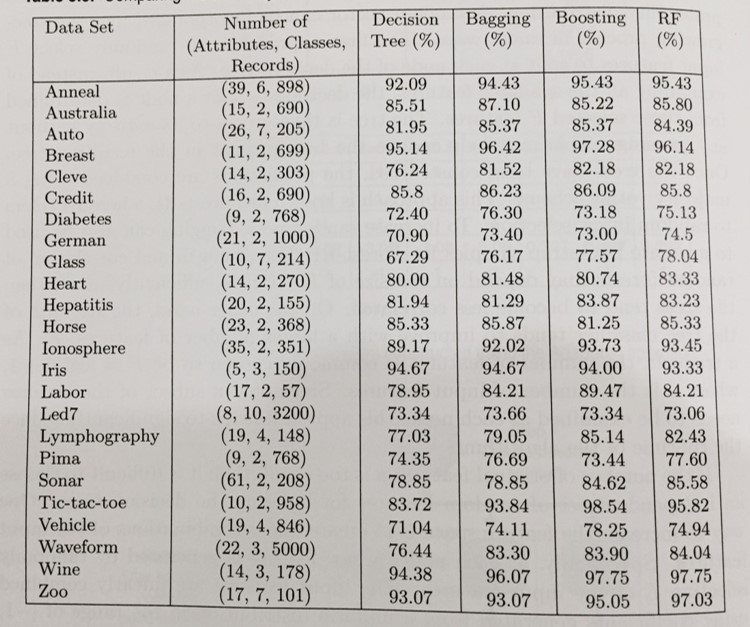 Data Set Number of (Attributes, Classes, Records) Decision Tree (%) Bagging (%) Boosting (%) RF (%)
Anneal (39, 6, 898) 92.09 94.43 95.43 95.43
Australia (15, 2, 690) 85.51 87.10 85.22 85.80
Auto (26, 7, 205) 81.95 85.37 85.37 84.39
Breast (11, 2, 699) 95.14 96.42 97.28 96.14
Cleve (14, 2, 303) 76.24 81.52 82.18 82.18
Credit (16, 2, 690) 85.8 86.23 86.09 85.8
Diabetes (9, 2, 768) 72.40 76.30 73.18 75.13
German (21, 2, 1000) 70.90 73.40 73.00 74.5
Glass (10, 7, 214) 67.29 76.17 77.57 78.04
Heart (14, 2, 270) 80.00 81.48 80.74 83.33
Hepatitis (20, 2, 155) 81.94 81.29 83.87 83.23
Horse (23, 2, 368) 85.33 85.87 81.25 85.33
Ionosphere (35, 2, 351) 89.17 92.02 93.73 93.45
Iris (5, 3, 150) 94.67 94.67 94.00 93.33
Labor (17, 2, 57) 78.95 84.21 89.47 84.21
Led7 (8, 10, 3200) 73.34 73.66 73.34 73.06
Lymphography (19, 4, 148) 77.03 79.05 85.14 82.43
Pima (9, 2, 768) 74.35 76.69 73.44 77.60
Sonar (61, 2, 208) 78.85 78.85 84.62 85.58
Tic-tac-toe (10, 2, 958) 83.72 93.84 98.54 95.82
Vehicle (19, 4, 846) 71.04 74.11 78.25 74.94
Waveform (22, 3, 5000) 76.44 83.30 83.90 84.04
Wine (14, 3, 178) 94.38 96.07 97.75 97.75
Zoo (17, 7, 101) 93.07 93.07 95.05 97.03